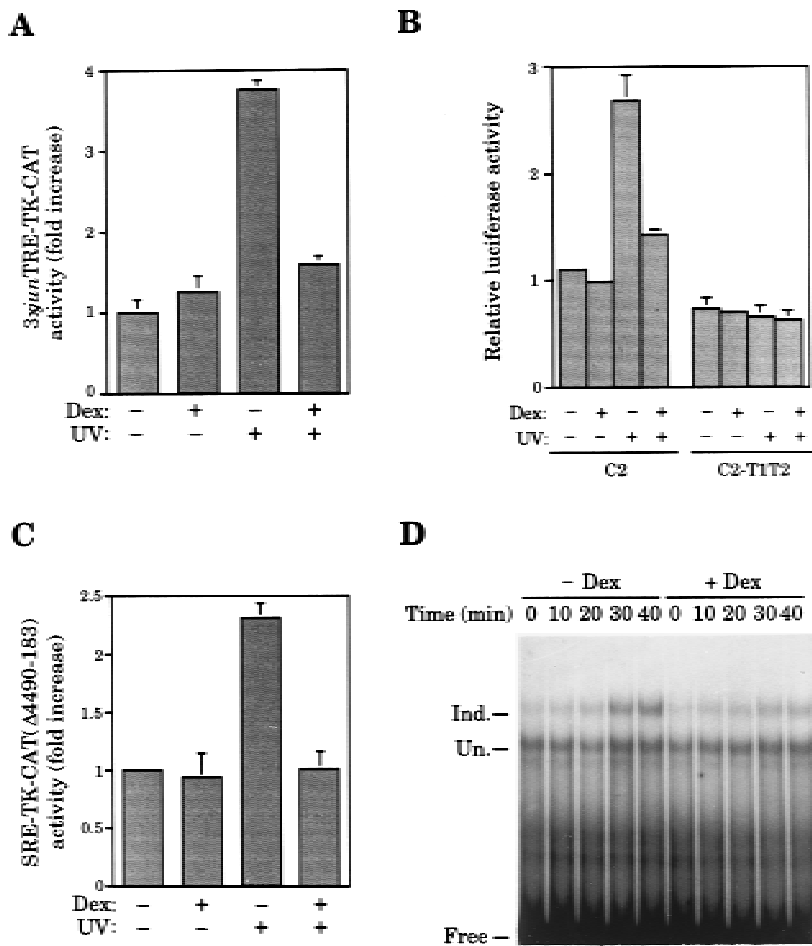 A
3xjunTRE-TK-CAT
activity (fold increase)
4
3
2
1
0
Dex: – + – +
UV: – – + +
B
Relative luciferase activity
3
2
1
0
Dex: – + – + – + – +
UV: – – + + – – + +
C2 C2-T1T2
C
SRE-TK-CAT(Δ4490-183)
activity (fold increase)
2.5
2
1.5
1
0.5
0
Dex: – + – +
UV: – – + +
D
– Dex + Dex
Time (min) 0 10 20 30 40 0 10 20 30 40
Ind. –
Un. –
Free –